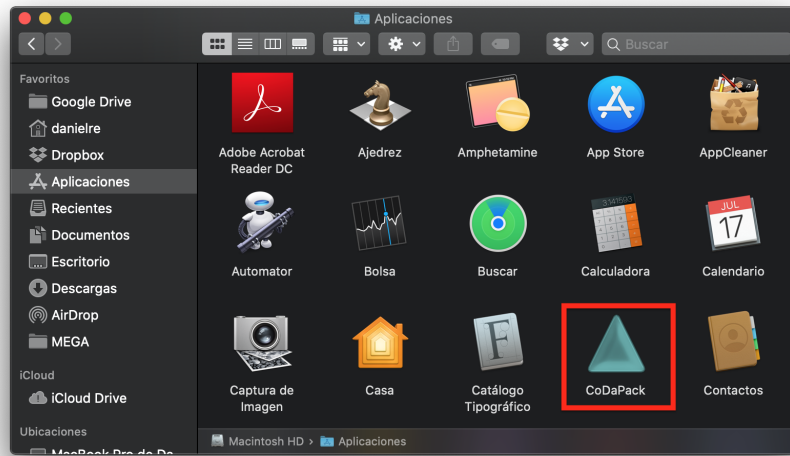 Aplicaciones
Buscar
Favoritos
Google Drive
danielre
Dropbox
Aplicaciones
Recientes
Documentos
Escritorio
Descargas
AirDrop
MEGA
iCloud
iCloud Drive
Ubicaciones
Adobe Acrobat
Reader DC
Ajedrez
Amphetamine
App Store
AppCleaner
Automator
Bolsa
Buscar
3.141593
Calculadora
JUL
17
Calendario
Captura de
Imagen
Casa
F
Catálogo
Tipográfico
CoDaPack
Contactos
Macintosh HD › Aplicaciones